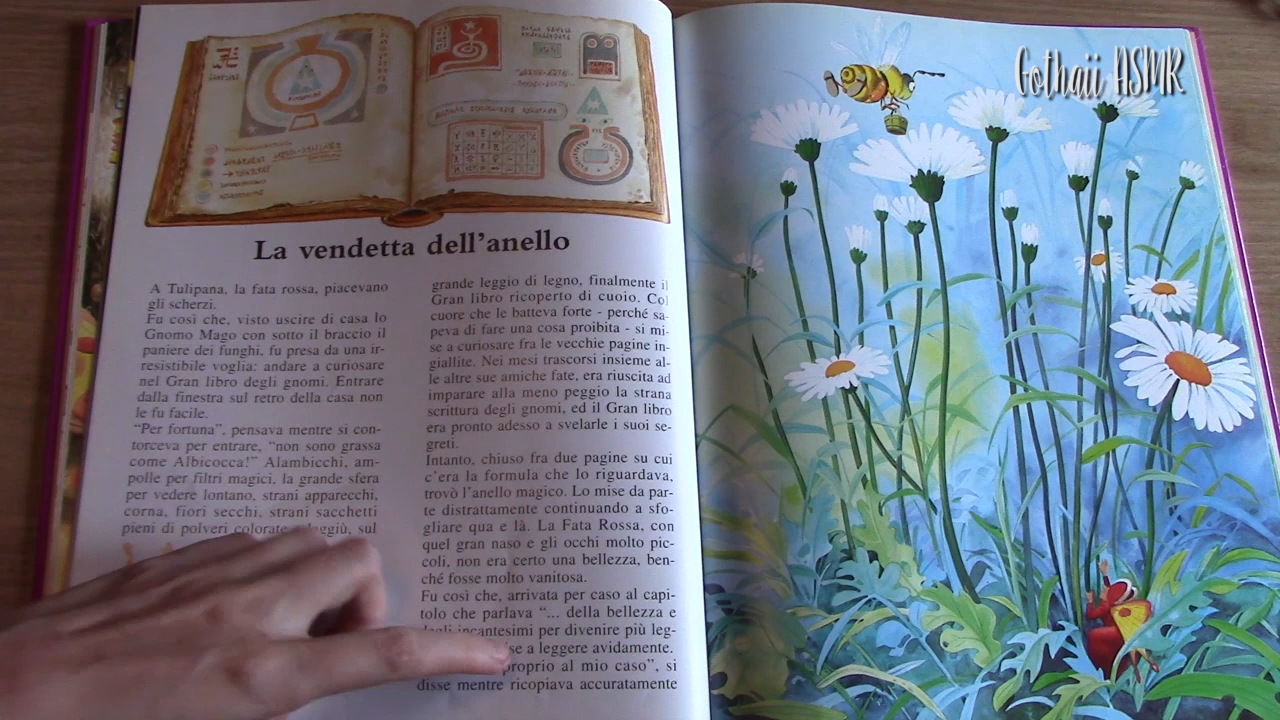 Gothaii ASMR
La vendetta dell'anello
A Tulipana, la fata rossa, piacevano
gli scherzi.
Fu così che, visto uscire di casa lo
Gnomo Mago con sotto il braccio il
paniere dei funghi, fu presa da una ir-
resistibile voglia: andare a curiosare
nel Gran libro degli gnomi. Entrare
dalla finestra sul retro della casa non
le fu facile.
"Per fortuna", pensava mentre si con-
torceva per entrare, "non sono grassa
come Albicocca!" Alambicchi, am-
polle per filtri magici, la grande sfera
per vedere lontano, strani apparecchi,
corna, fiori secchi, strani sacchetti
pieni di polveri colorate sul
grande leggio di legno, finalmente il
Gran libro ricoperto di cuoio. Col
cuore che le batteva forte - perché sa-
peva di fare una cosa proibita - si mi-
se a curiosare fra le vecchie pagine in-
giallite. Nei mesi trascorsi insieme al-
le altre sue amiche fate, era riuscita ad
imparare alla meno peggio la strana
scrittura degli gnomi, ed il Gran libro
era pronto adesso a svelarle i suoi se-
greti.
Intanto, chiuso fra due pagine su cui
c'era la formula che lo riguardava,
trovò l'anello magico. Lo mise da par-
te distrattamente continuando a sfo-
gliare qua e là. La Fata Rossa, con
quel gran naso e gli occhi molto pic-
coli, non era certo una bellezza, ben-
ché fosse molto vanitosa.
Fu così che, arrivata per caso al capi-
tolo che parlava "... della bellezza e
degli incantesimi per divenire più leg-
a leggere avidamente.
proprio al mio caso", si
disse mentre ricopiava accuratamente